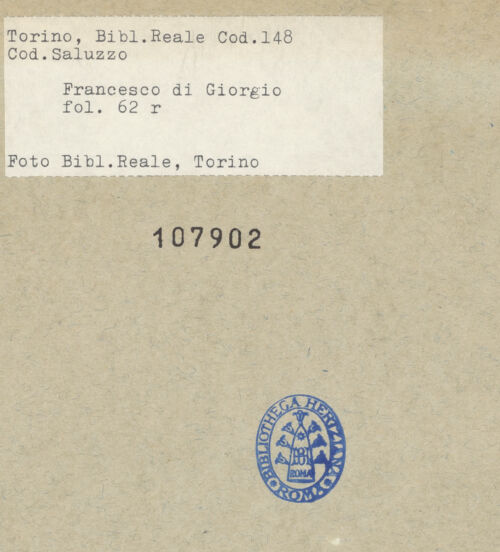 Torino, Bibl.Reale Cod.148
Cod.Saluzzo
Francesco di Giorgio
fol. 62 r
Foto Bibl.Reale, Torino
107902
BIBLIOTHECA HERTZIANA
ROMA
ROMA